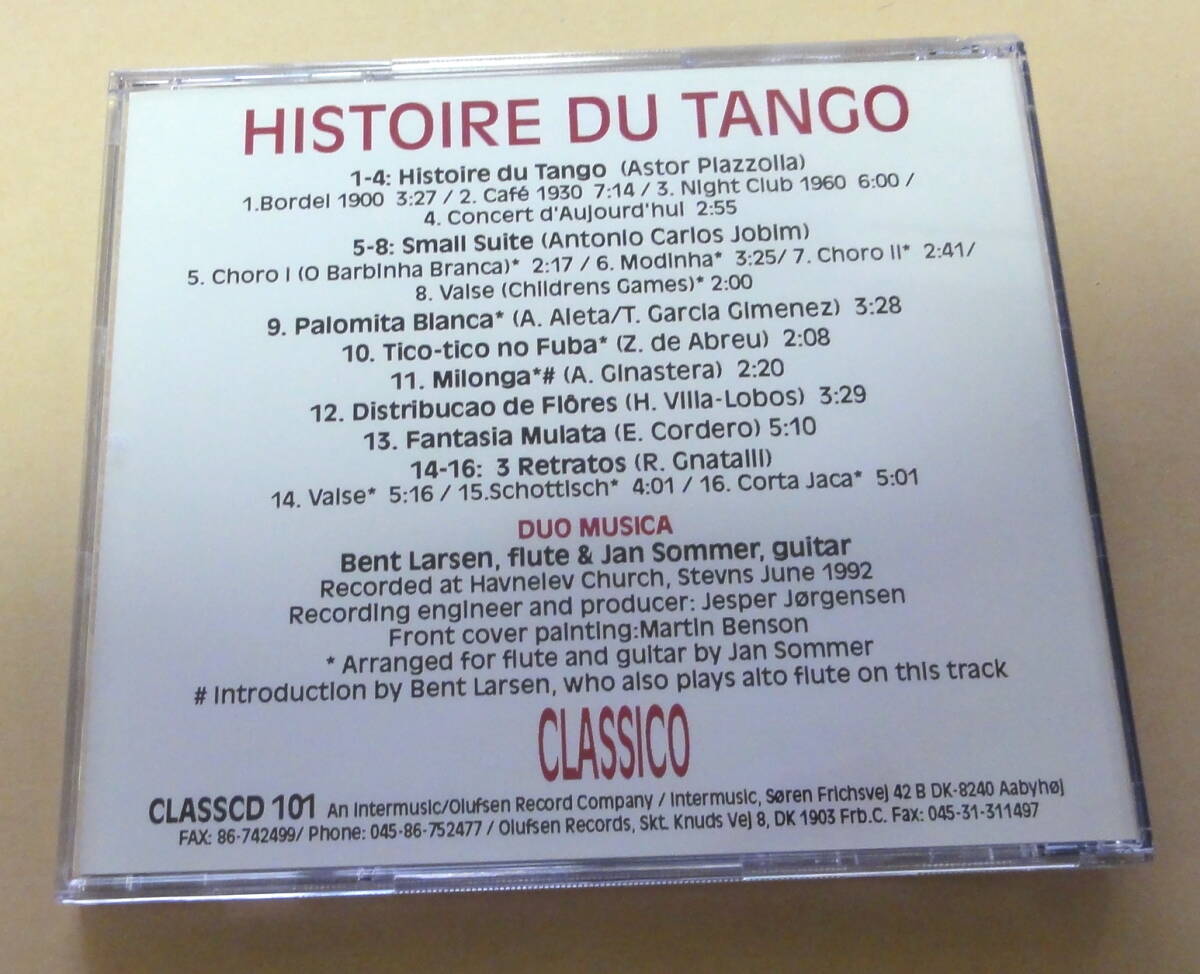 HISTOIRE DU TANGO
1-4: Histoire du Tango (Astor Piazzolla)
1.Bordel 1900 3:27 / 2. Café 1930 7:14 / 3. Night Club 1960 6:00 /
4. Concert d'Aujourd'hui 2:55
5-8: Small Suite (Antonio Carlos Jobim)
5. Choro I (O Barbinha Branca)* 2:17 / 6. Modinha* 3:25/ 7. Choro II* 2:41/
8. Valse (Childrens Games)* 2:00
9. Palomita Blanca* (A. Aleta/T. Garcia Gimenez) 3:28
10. Tico-tico no Fuba* (Z. de Abreu) 2:08
11. Milonga*# (A. Ginastera) 2:20
12. Distribucao de Flôres (H. Villa-Lobos) 3:29
13. Fantasia Mulata (E. Cordero) 5:10
14-16: 3 Retratos (R. Gnatalli)
14. Valse* 5:16 / 15.Schottisch* 4:01 / 16. Corta Jaca* 5:01
DUO MUSICA
Bent Larsen, flute & Jan Sommer, guitar
Recorded at Havnelev Church, Stevns June 1992
Recording engineer and producer: Jesper Jørgensen
Front cover painting:Martin Benson
* Arranged for flute and guitar by Jan Sommer
# Introduction by Bent Larsen, who also plays alto flute on this track
CLASSICO
CLASSCD 101 An Intermusic/Olufsen Record Company / Intermusic, Søren Frichsvej 42 B DK-8240 Aabyhøj
FAX: 86-742499/ Phone: 045-86-752477 / Olufsen Records, Skt. Knuds Vej 8, DK 1903 Frb.C. Fax: 045-31-311497